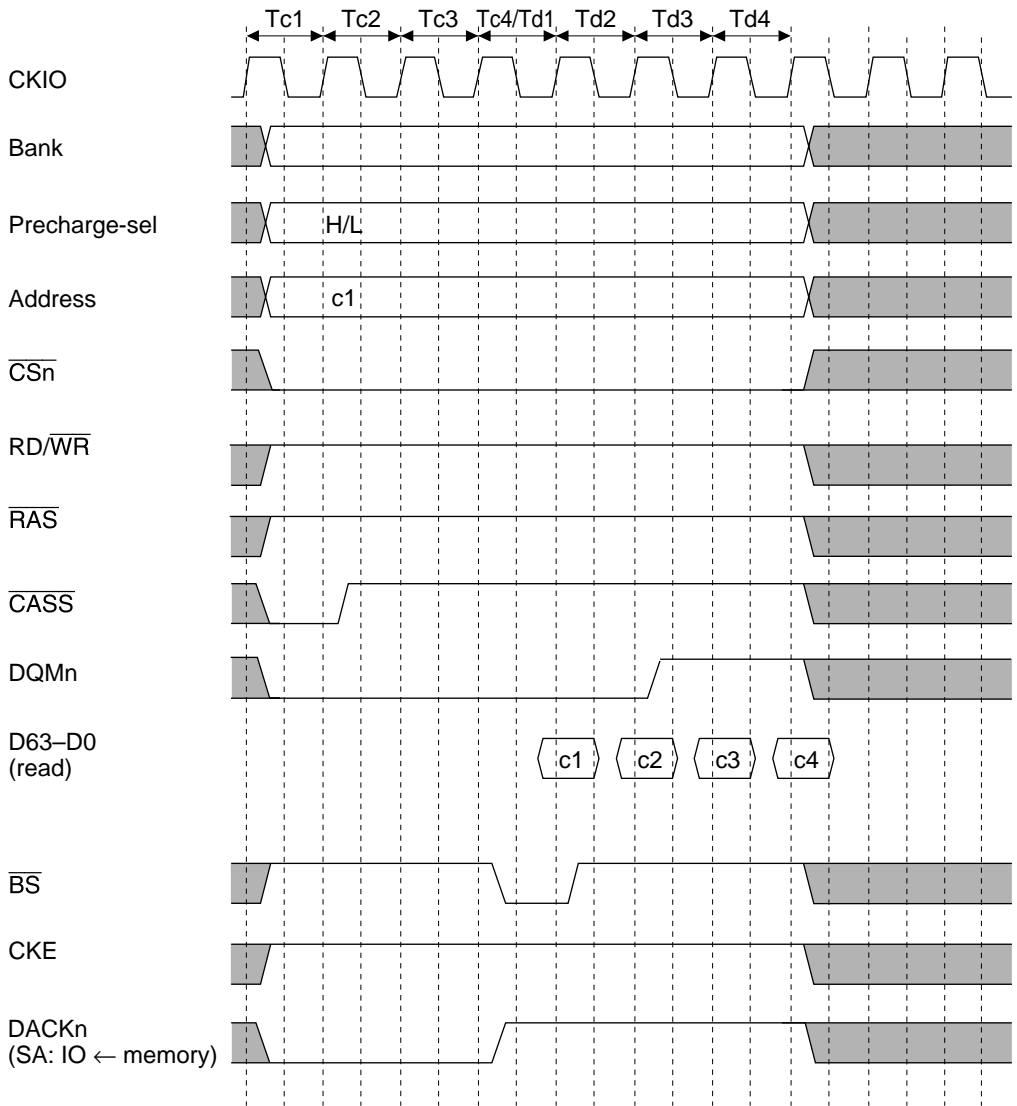 Tc1 Tc2 Tc3 Tc4/Td1 Td2 Td3 Td4
CKIO
Bank
Precharge-sel H/L
Address c1
CSn
RD/WR
RAS
CASS
DQMn
D63–D0
(read) c1 c2 c3 c4
BS
CKE
DACKn
(SA: IO ← memory)